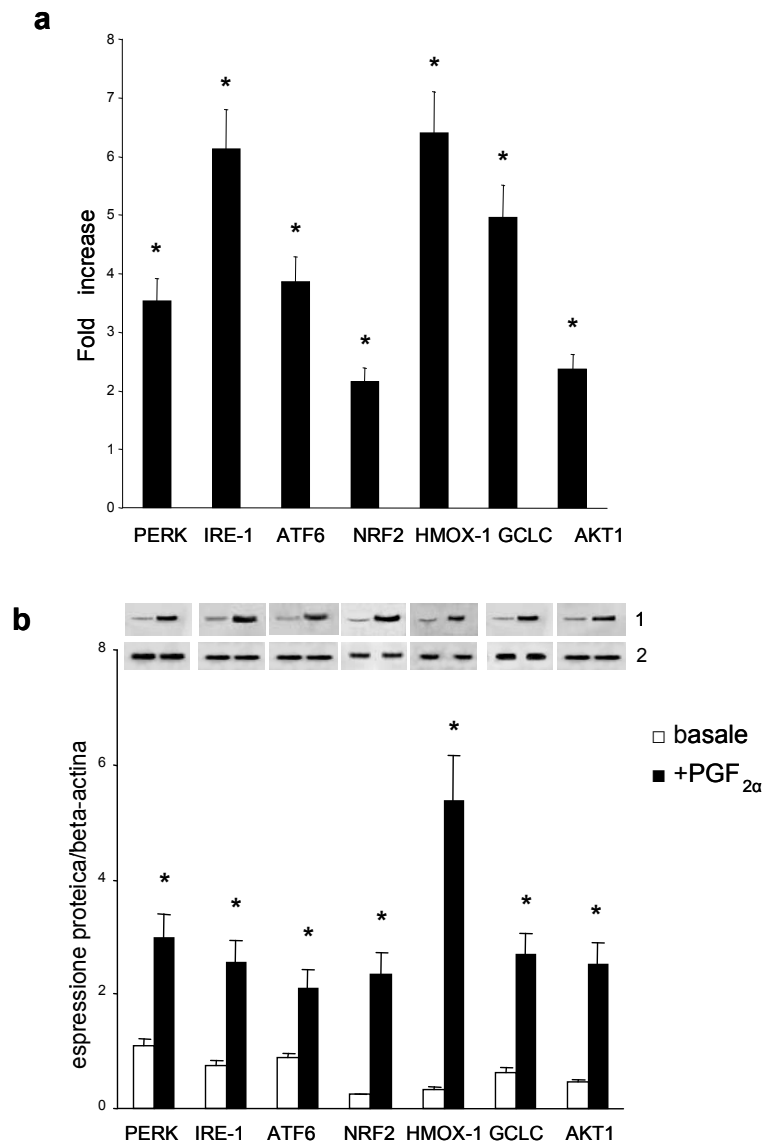 a
8
7
6
5
4
3
2
1
0
Fold increase
* * * * * * *
PERK IRE-1 ATF6 NRF2 HMOX-1 GCLC AKT1
b
1
2
8
6
4
2
0
espressione proteica/beta-actina
* * * * * * *
basale
+PGF2α
PERK IRE-1 ATF6 NRF2 HMOX-1 GCLC AKT1